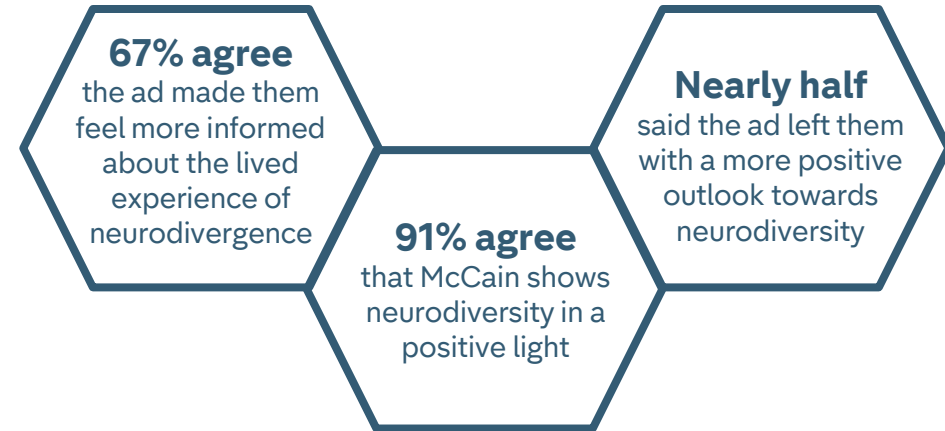 67% agree
the ad made them
feel more informed
about the lived
experience of
neurodivergence
91% agree
that McCain shows
neurodiversity in a
positive light
Nearly half
said the ad left them
with a more positive
outlook towards
neurodiversity